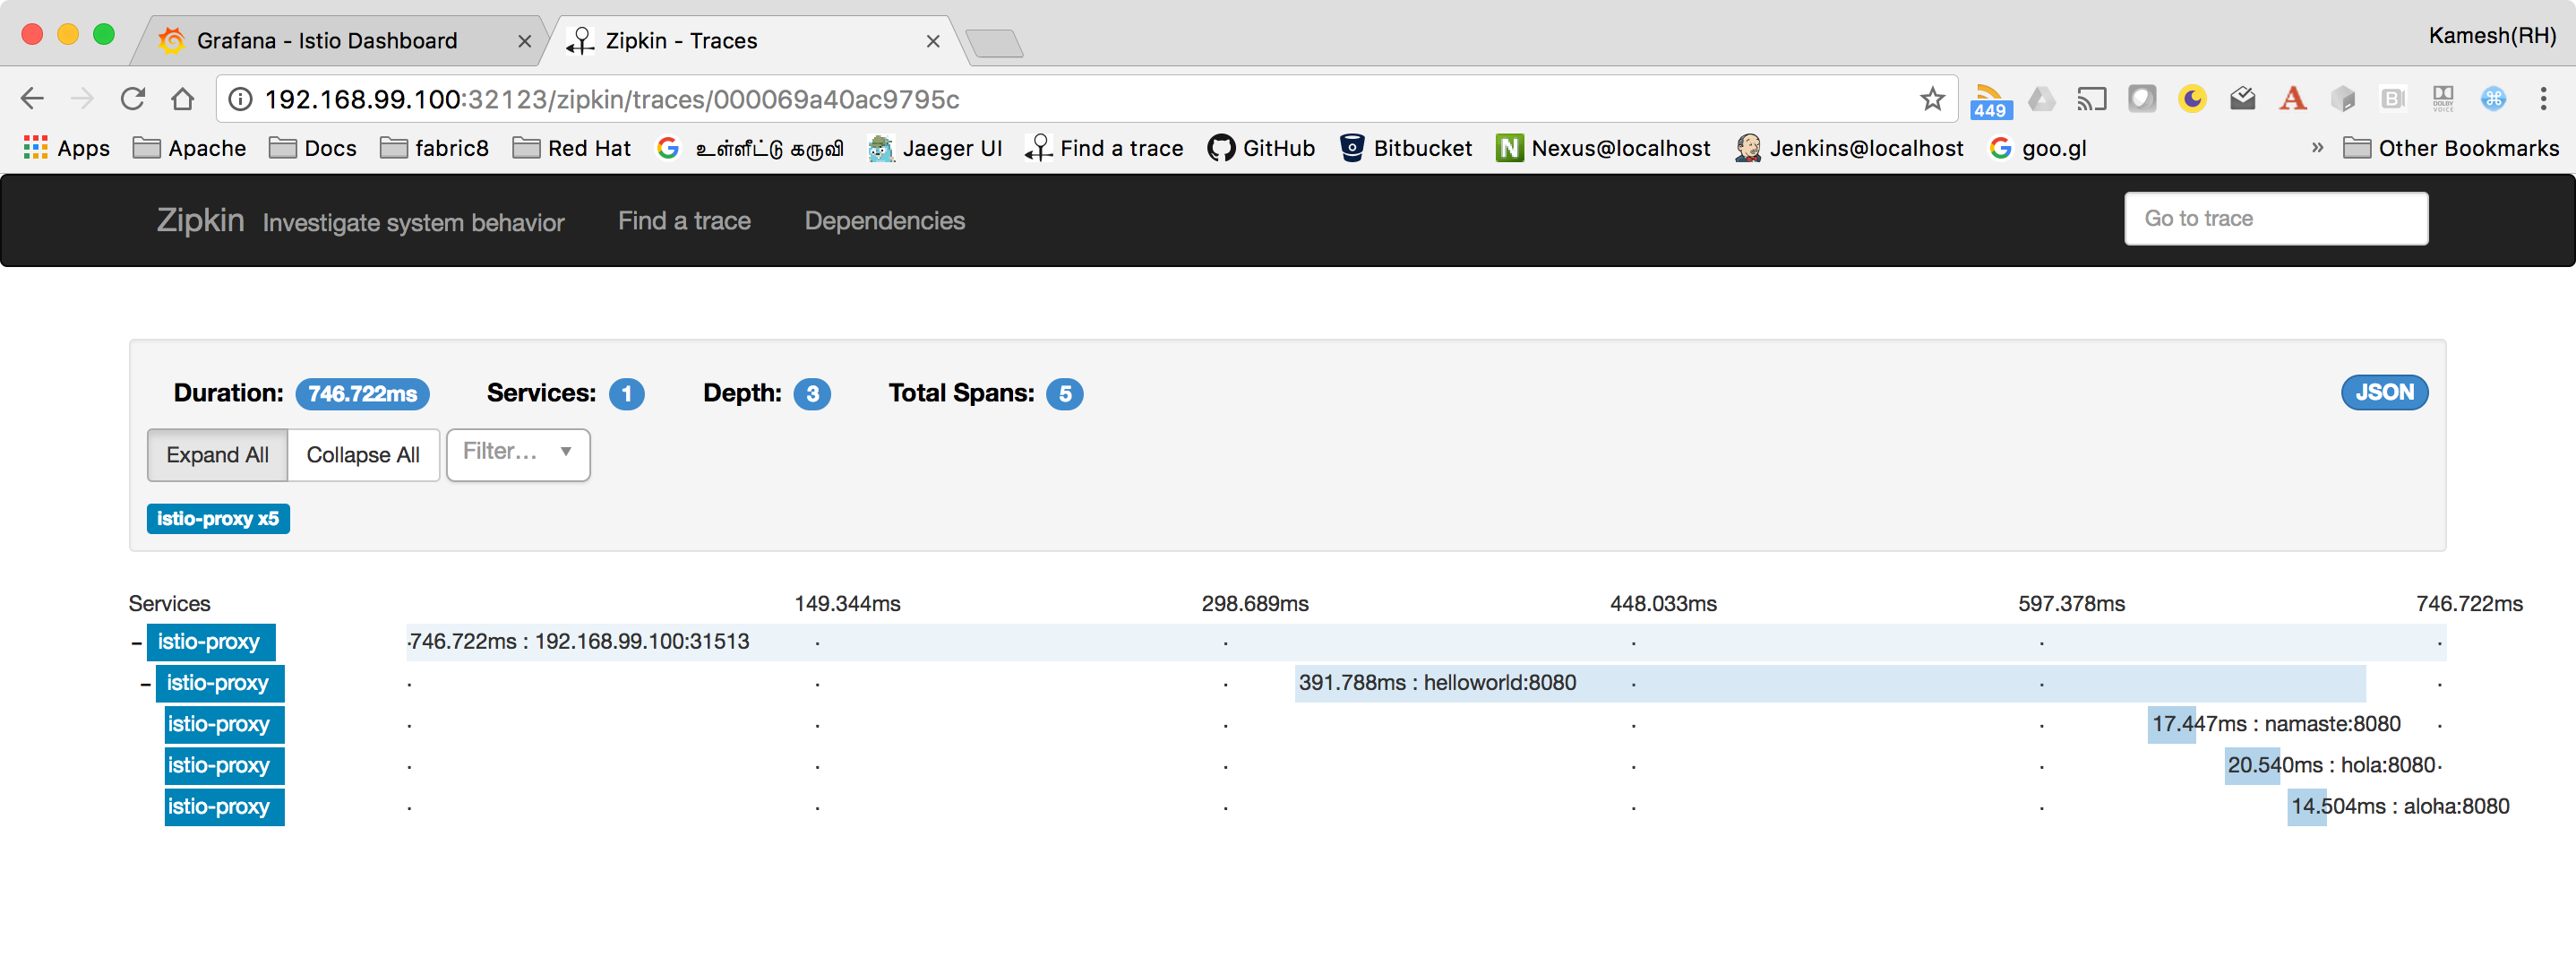 Grafana - Istio Dashboard
Zipkin - Traces
Kamesh(RH)
192.168.99.100:32123/zipkin/traces/000069a40ac9795c
449
Apps Apache Docs fabric8 Red Hat உள்ளீட்டு கருவி Jaeger UI Find a trace GitHub Bitbucket Nexus@localhost Jenkins@localhost goo.gl » Other Bookmarks
Zipkin Investigate system behavior Find a trace Dependencies Go to trace
Duration: 746.722ms Services: 1 Depth: 3 Total Spans: 5 JSON
Expand All Collapse All Filter...
istio-proxy x5
Services 149.344ms 298.689ms 448.033ms 597.378ms 746.722ms
istio-proxy 746.722ms : 192.168.99.100:31513
istio-proxy 391.788ms : helloworld:8080
istio-proxy 17.447ms : namaste:8080
istio-proxy 20.540ms : hola:8080
istio-proxy 14.504ms : aloha:8080